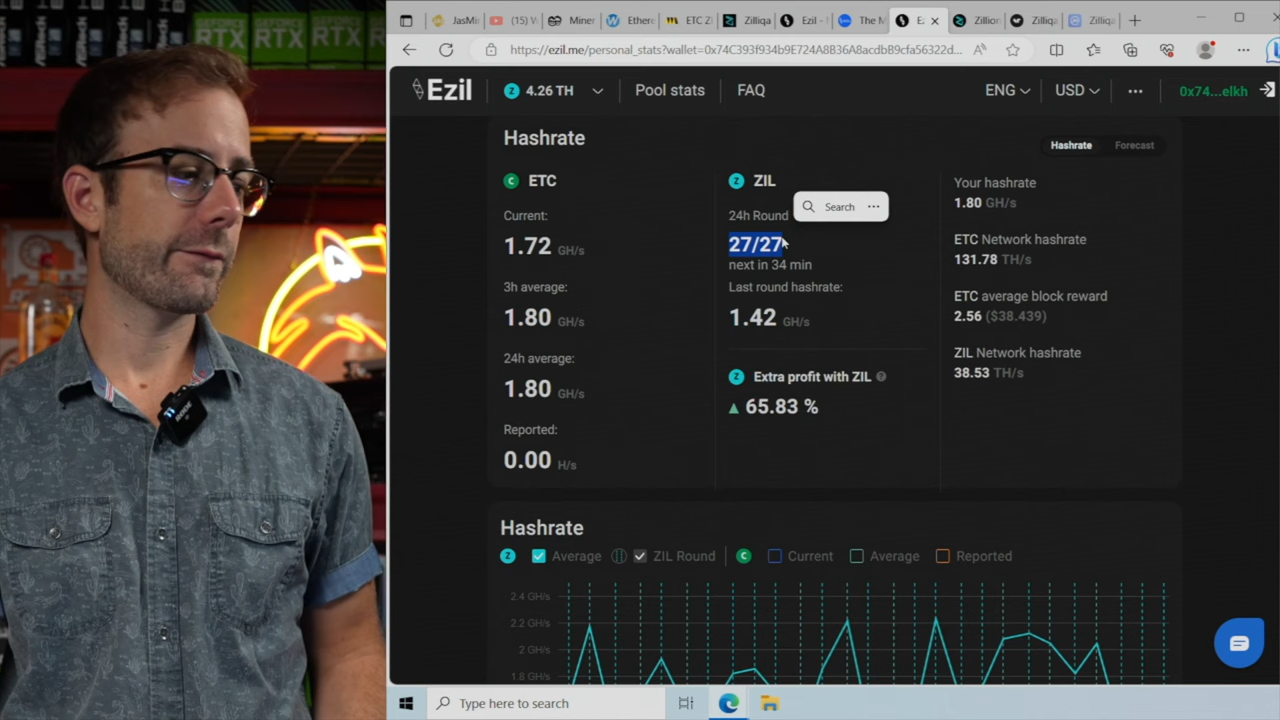 GEFORCE
RTX
GEFORCE
RTX
RODE
JasMi
(15) V
Miner
Ethere
ETC Z
Zilliqa
Ezil -
The M
Ez
Zillion
Zilliqa
Zilliqa
https://ezil.me/personal_stats?wallet=0x74C393f934b9E724A8B36A8acdbB9cfa56322d...
Ezil
4.26 TH
Pool stats
FAQ
ENG
USD
0x74...elkh
Hashrate
Hashrate
Forecast
ETC
Current:
1.72 GH/s
3h average:
1.80 GH/s
24h average:
1.80 GH/s
Reported:
0.00 H/s
ZIL
24h Round
Search
27/27
next in 34 min
Last round hashrate:
1.42 GH/s
Extra profit with ZIL
65.83 %
Your hashrate
1.80 GH/s
ETC Network hashrate
131.78 TH/s
ETC average block reward
2.56 ($38.439)
ZIL Network hashrate
38.53 TH/s
Hashrate
Average
ZIL Round
Current
Average
Reported
2.4 GH/s
2.2 GH/s
2 GH/s
1.8 GH/s
Type here to search